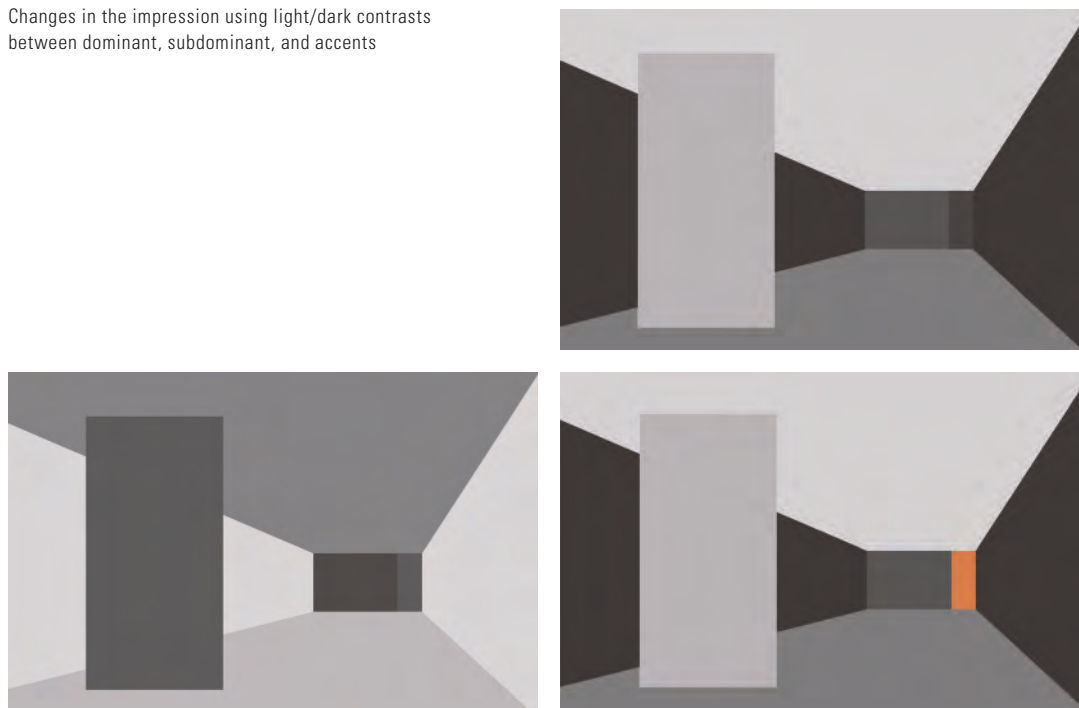 Changes in the impression using light/dark contrasts
between dominant, subdominant, and accents